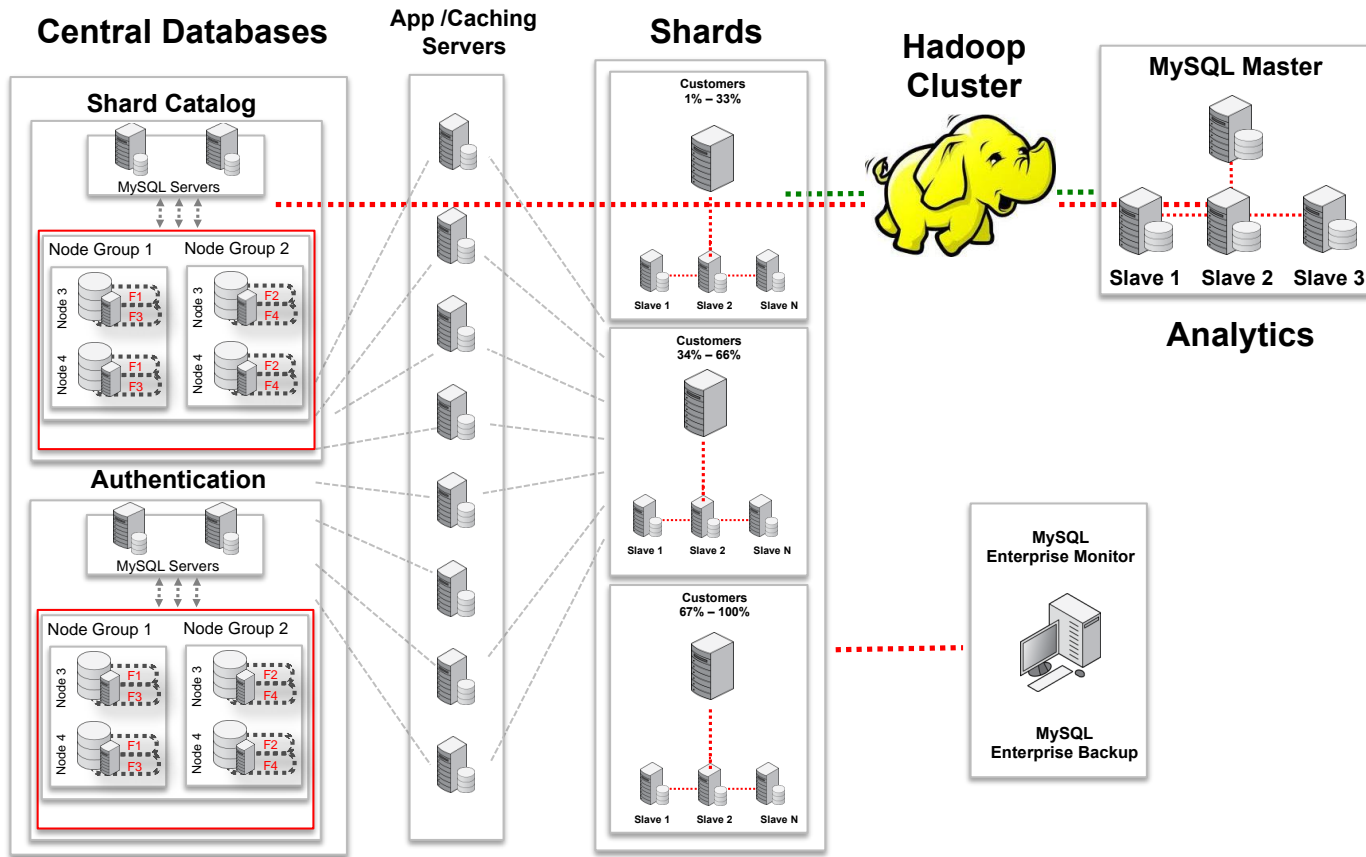 Central Databases
Shard Catalog
MySQL Servers
Node Group 1
Node Group 2
Node 3
F1
F3
Node 3
F2
F4
Node 4
F1
F3
Node 4
F2
F4
Authentication
MySQL Servers
Node Group 1
Node Group 2
Node 3
F1
F3
Node 3
F2
F4
Node 4
F1
F3
Node 4
F2
F4
App /Caching
Servers
Shards
Customers
1% – 33%
Slave 1
Slave 2
Slave N
Customers
34% – 66%
Slave 1
Slave 2
Slave N
Customers
67% – 100%
Slave 1
Slave 2
Slave N
Hadoop
Cluster
MySQL Master
Slave 1
Slave 2
Slave 3
Analytics
MySQL
Enterprise Monitor
MySQL
Enterprise Backup